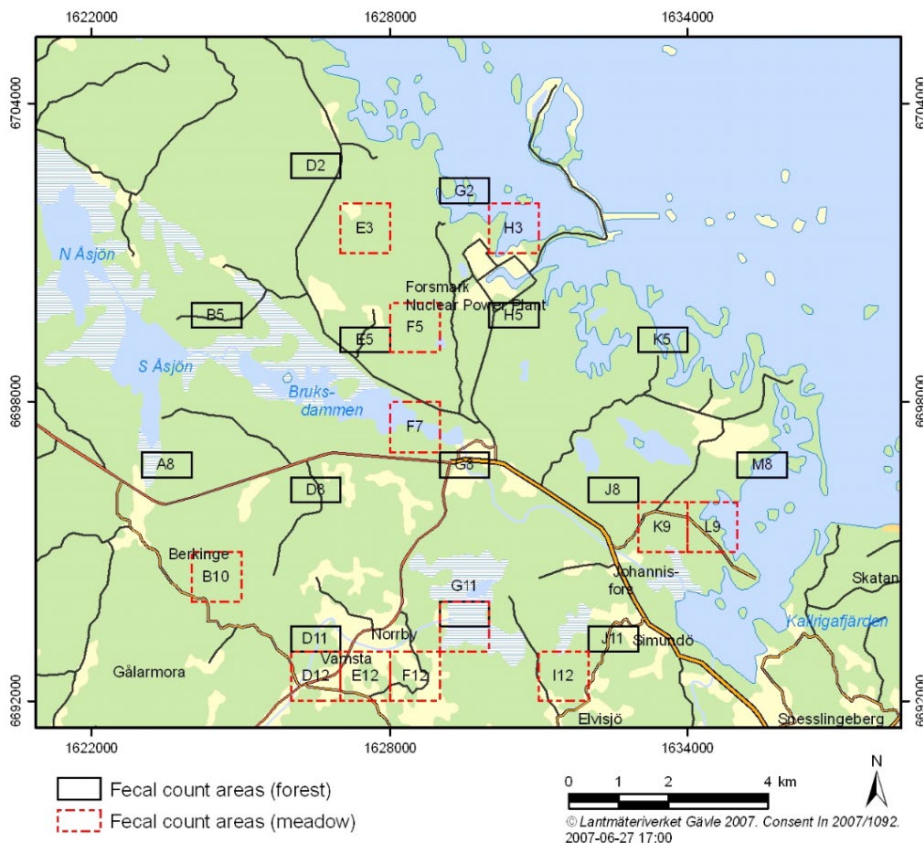 1622000
1628000
1634000
6704000
6704000
D2
G2
E3
H3
N Åsjön
Forsmark
Nuclear Power Plant
B5
H5
F5
E5
K5
S Åsjön
Bruks-
dammen
6698000
6698000
F7
A8
G8
M8
D8
J8
K9
L9
Berkinge
B10
Johannis-
fors
Skatan
G11
Kallrigafjärden
D11
Norrby
J11
Simundö
Vamsta
Gålarmora
D12
E12
F12
I12
6692000
6692000
Elvisjö
Spesslingeberg
1622000
1628000
1634000
Fecal count areas (forest)
Fecal count areas (meadow)
0 1 2 4 km
N
© Lantmäteriverket Gävle 2007. Consent In 2007/1092.
2007-06-27 17:00